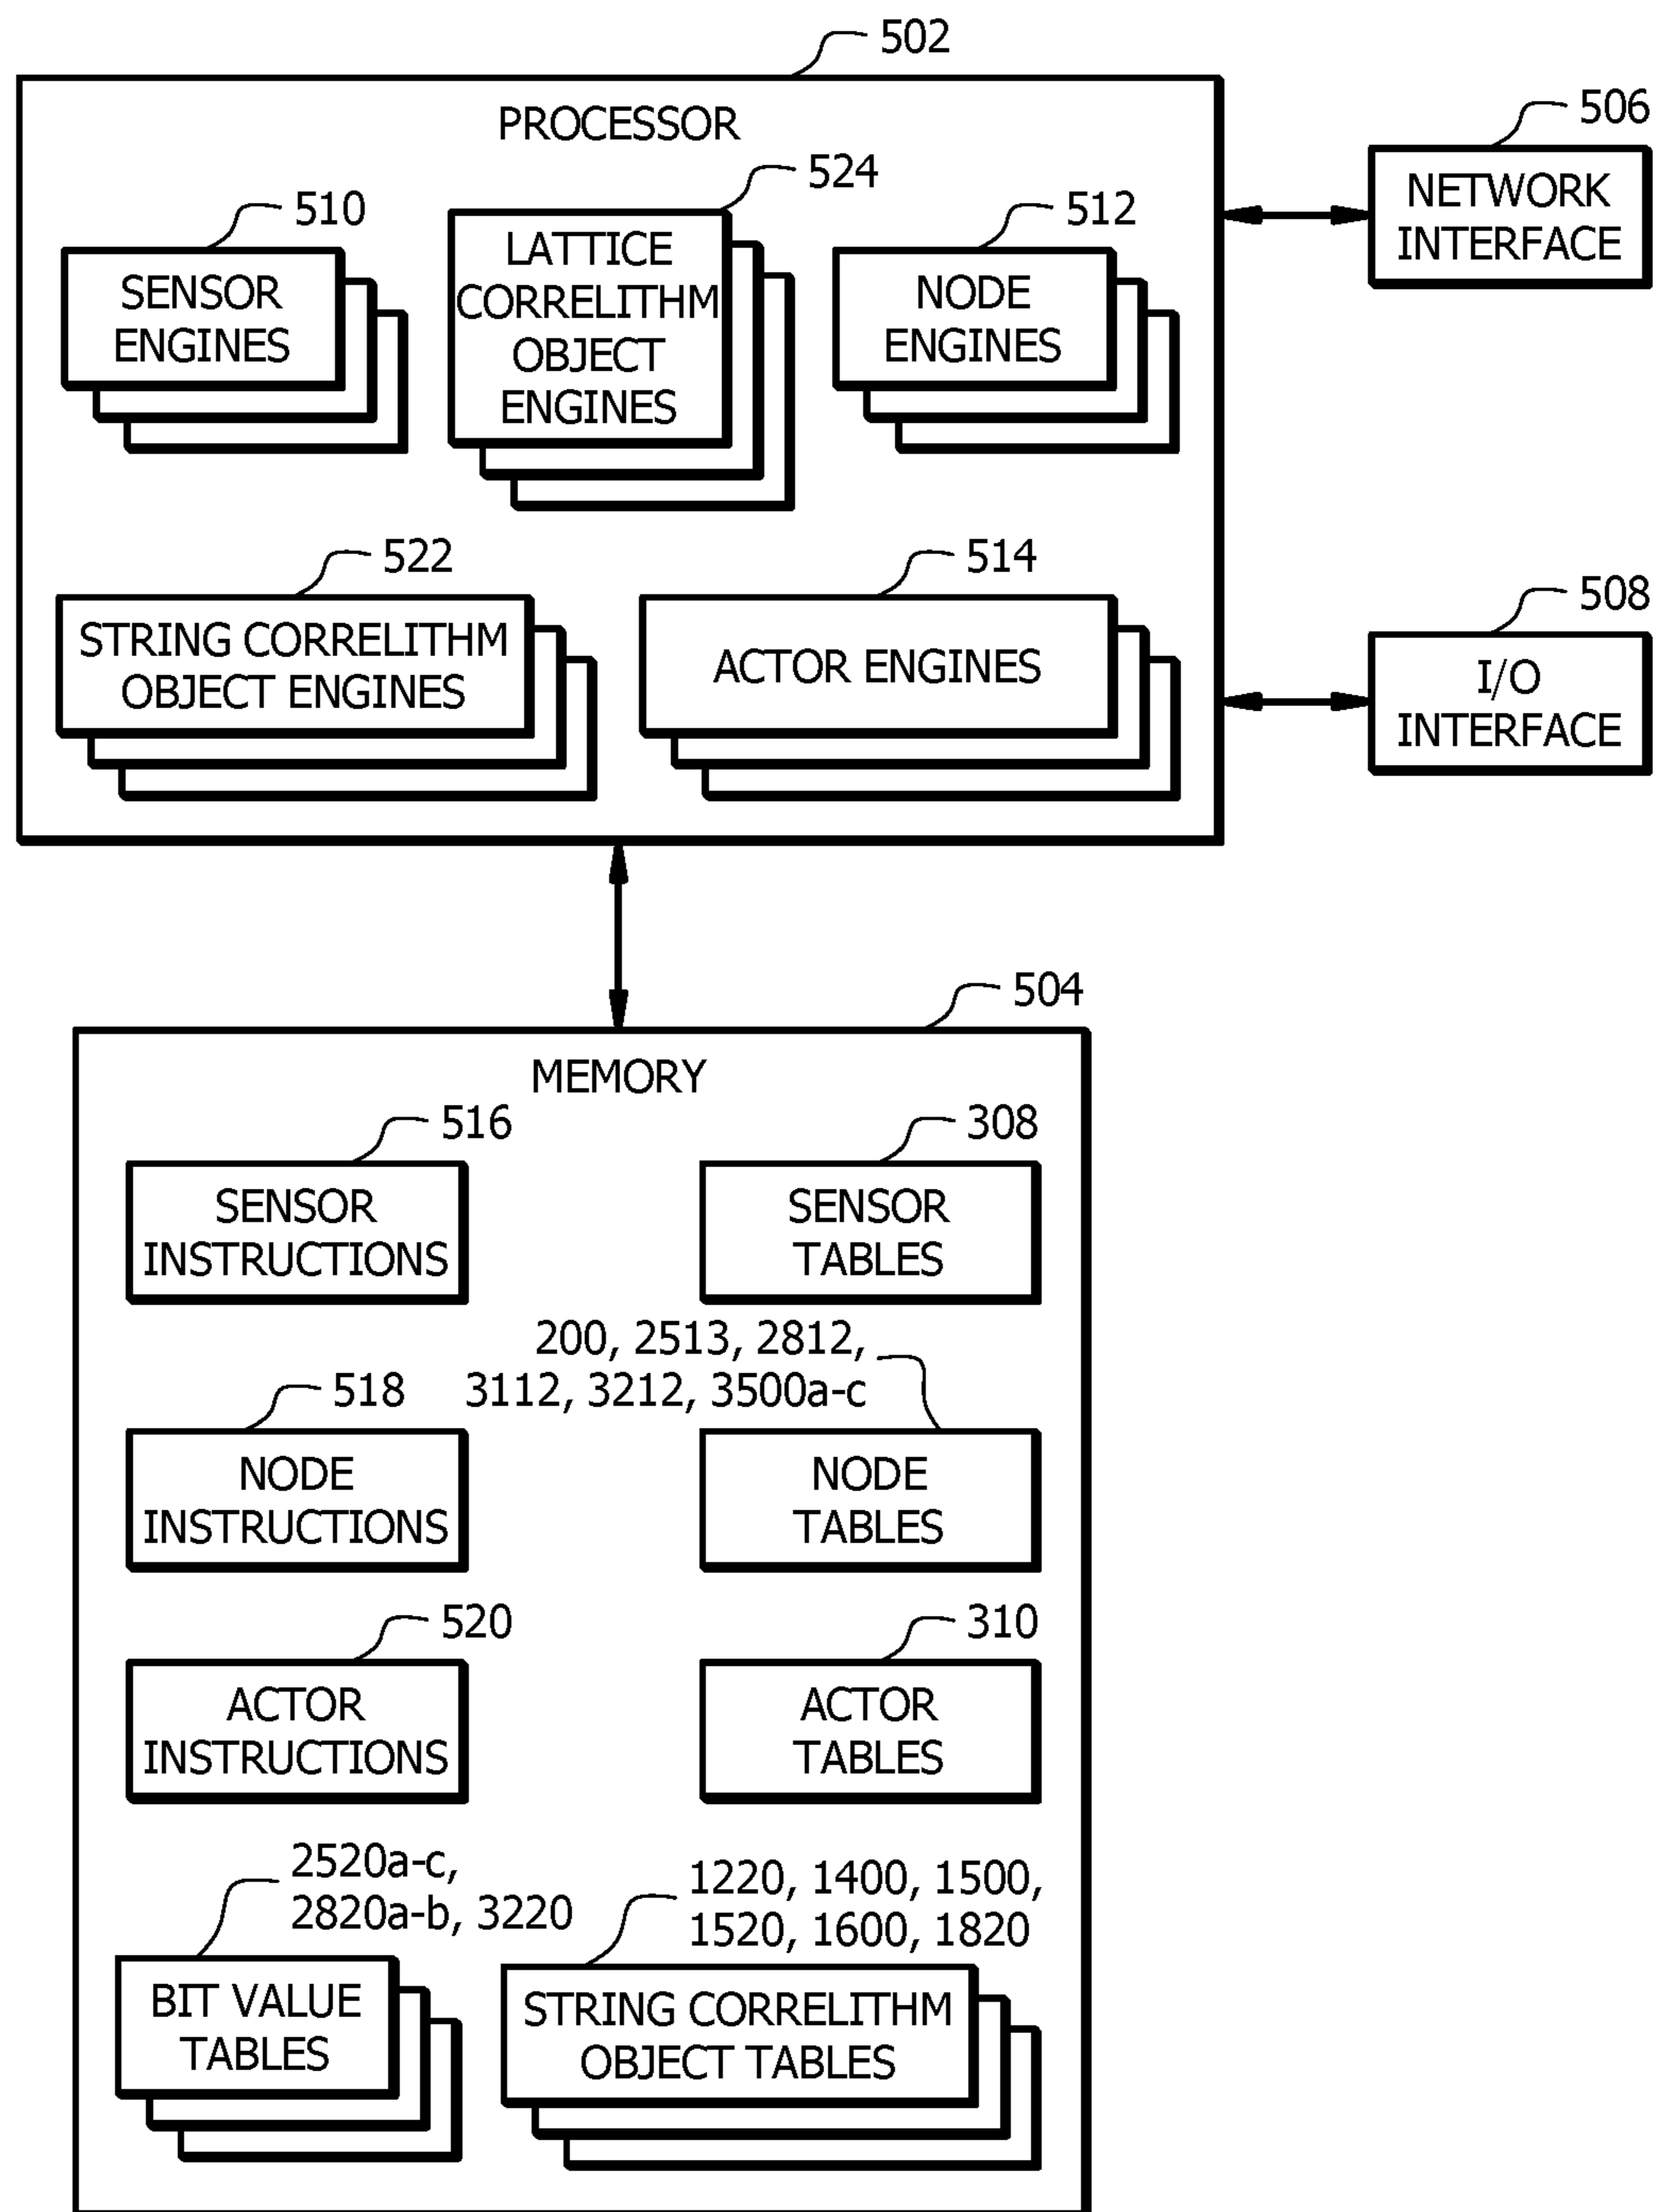 502
PROCESSOR
506
NETWORK
INTERFACE
510
SENSOR
ENGINES
524
LATTICE
CORRELITHM
OBJECT
ENGINES
512
NODE
ENGINES
522
STRING CORRELITHM
OBJECT ENGINES
514
ACTOR ENGINES
508
I/O
INTERFACE
504
MEMORY
516
SENSOR
INSTRUCTIONS
308
SENSOR
TABLES
518
NODE
INSTRUCTIONS
200, 2513, 2812,
3112, 3212, 3500a-c
NODE
TABLES
520
ACTOR
INSTRUCTIONS
310
ACTOR
TABLES
2520a-c,
2820a-b, 3220
BIT VALUE
TABLES
1220, 1400, 1500,
1520, 1600, 1820
STRING CORRELITHM
OBJECT TABLES